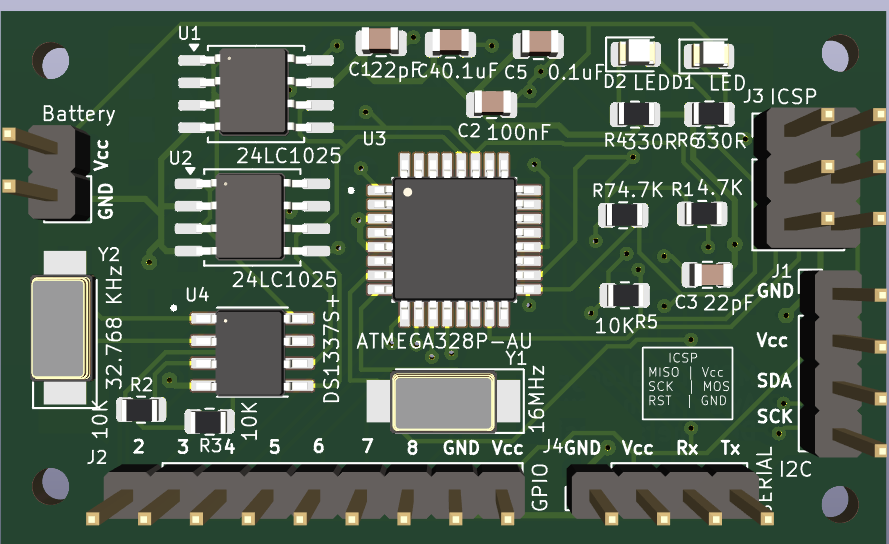 U1
C1 22pF C4 0.1uF C5 0.1uF
D2 LED D1 LED
J3 ICSP
Battery
C2 100nF
U3
R4 330R R6 330R
24LC1025
Vcc
GND
U2
R7 4.7K R1 4.7K
24LC1025
Y2
32.768 KHz
U4
DS1337S+
J1
GND
C3 22pF
10K R5
ATMEGA328P-AU
Y1
16MHz
Vcc
ICSP
MISO | Vcc
SCK | MOS
RST | GND
SDA
SCK
R2
10K
R3
10K
J2
2 3 4 5 6 7 8 GND Vcc
GPIO
J4 GND Vcc Rx Tx
I2C